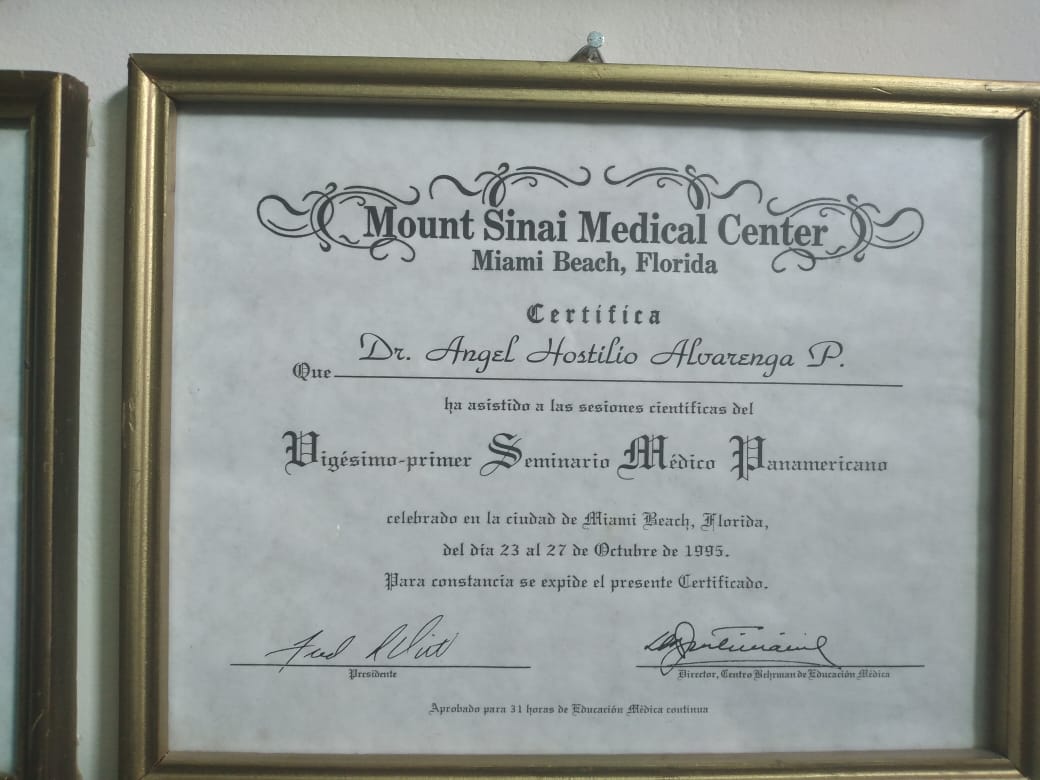 Mount Sinai Medical Center
Miami Beach, Florida
Certifica
Que Dr. Angel Hostilio Alvarenga P.
ha asistido a las sesiones científicas del
Vigésimo-primer Seminario Médico Panamericano
celebrado en la ciudad de Miami Beach, Florida,
del día 23 al 27 de Octubre de 1995.
Para constancia se expide el presente Certificado.
Presidente
Director, Centro Behrman de Educación Médica
Aprobado para 31 horas de Educación Médica continua